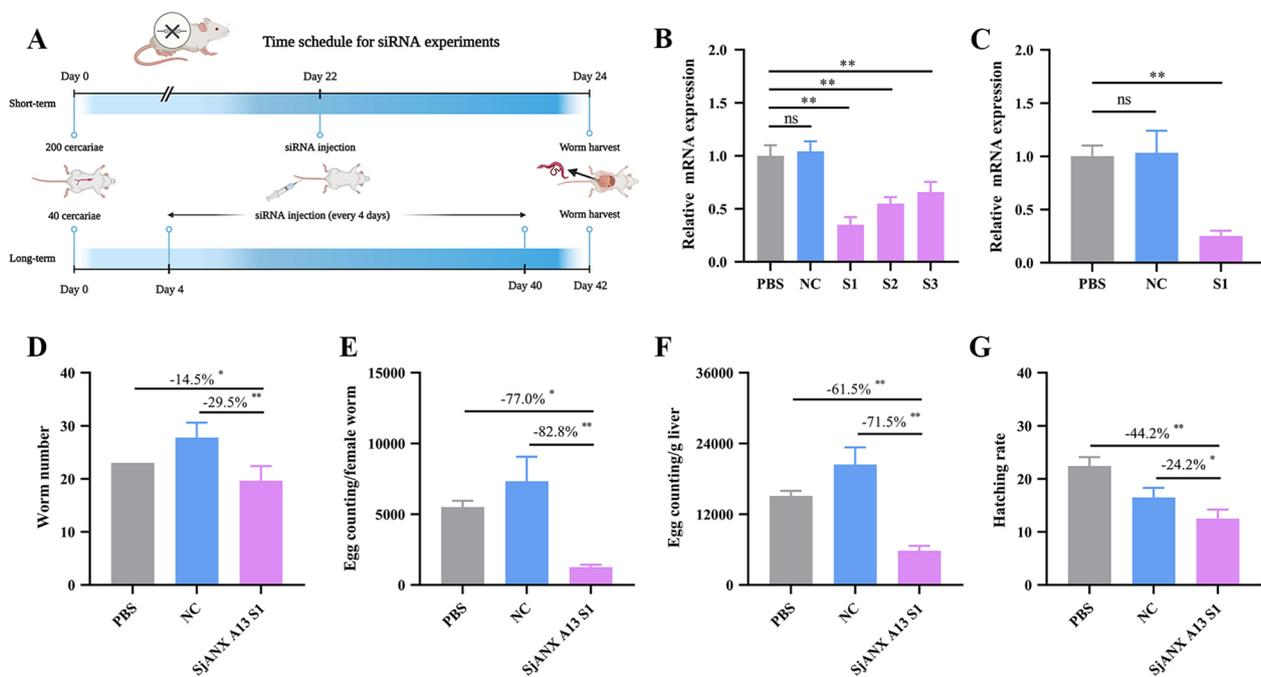 A
Time schedule for siRNA experiments
Day 0
Day 22
Day 24
Short-term
200 cercariae
siRNA injection
Worm harvest
40 cercariae
siRNA injection (every 4 days)
Worm harvest
Long-term
Day 0
Day 4
Day 40
Day 42
B
Relative mRNA expression
2.0
1.5
1.0
0.5
0.0
**
**
**
ns
PBS NC S1 S2 S3
C
Relative mRNA expression
2.0
1.5
1.0
0.5
0.0
**
ns
PBS NC S1
D
Worm number
40
30
20
10
0
-14.5% *
-29.5% **
PBS
NC
SjANX A13 S1
E
Egg counting/female worm
15000
10000
5000
0
-77.0% *
-82.8% **
PBS
NC
SjANX A13 S1
F
Egg counting/g liver
36000
24000
12000
0
-61.5% **
-71.5% **
PBS
NC
SjANX A13 S1
G
Hatching rate
40
30
20
10
0
-44.2% **
-24.2% *
PBS
NC
SjANX A13 S1